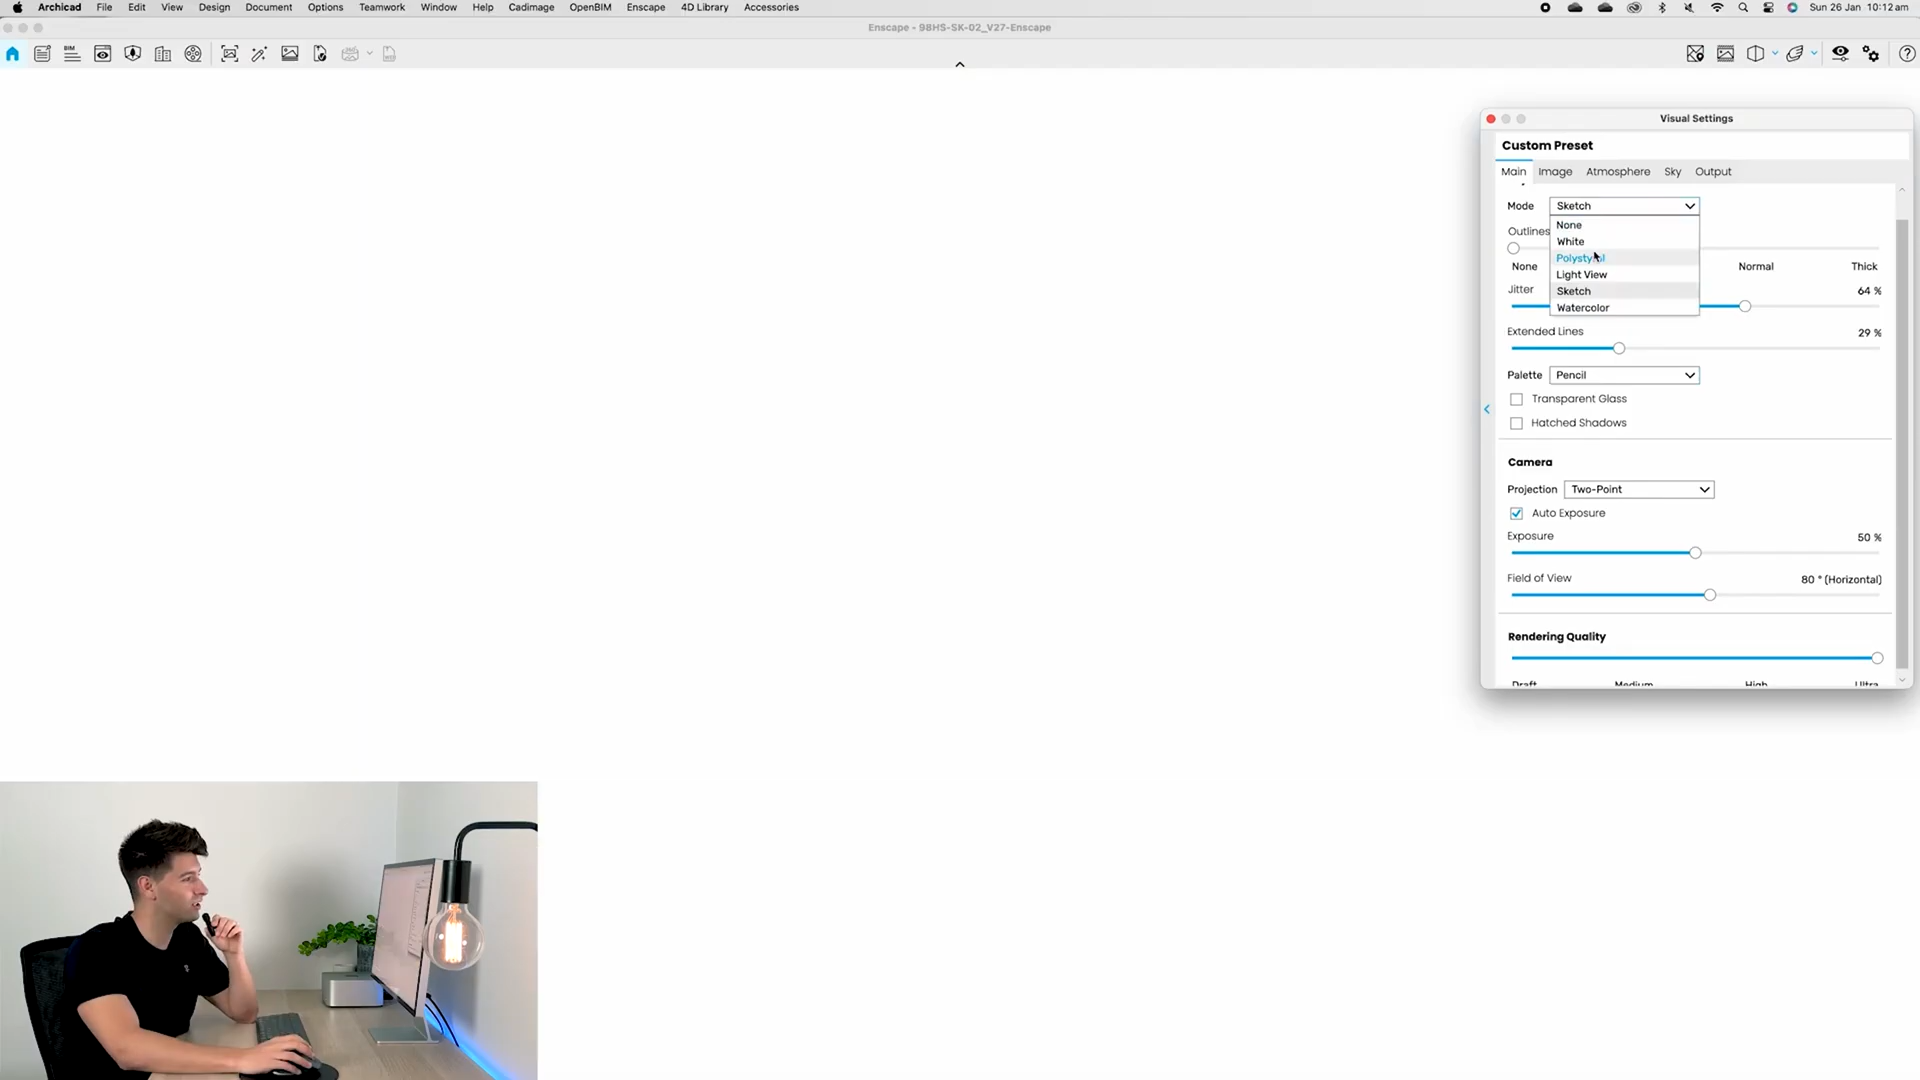 Archicad File Edit View Design Document Options Teamwork Window Help Cadimage OpenBIM Enscape 4D Library Accessories Sun 26 Jan 10:12 am
Enscape - 98HS-SK-02_V27-Enscape
BIM
Visual Settings
Custom Preset
Main Image Atmosphere Sky Output
Mode Sketch
None
White
Polystyrol
Light View
Sketch
Watercolor
Outlines
None Normal Thick
Jitter 64 %
Extended Lines 29 %
Palette Pencil
Transparent Glass
Hatched Shadows
Camera
Projection Two-Point
Auto Exposure
Exposure 50 %
Field of View 80 ° (Horizontal)
Rendering Quality
Draft Medium High Ultra